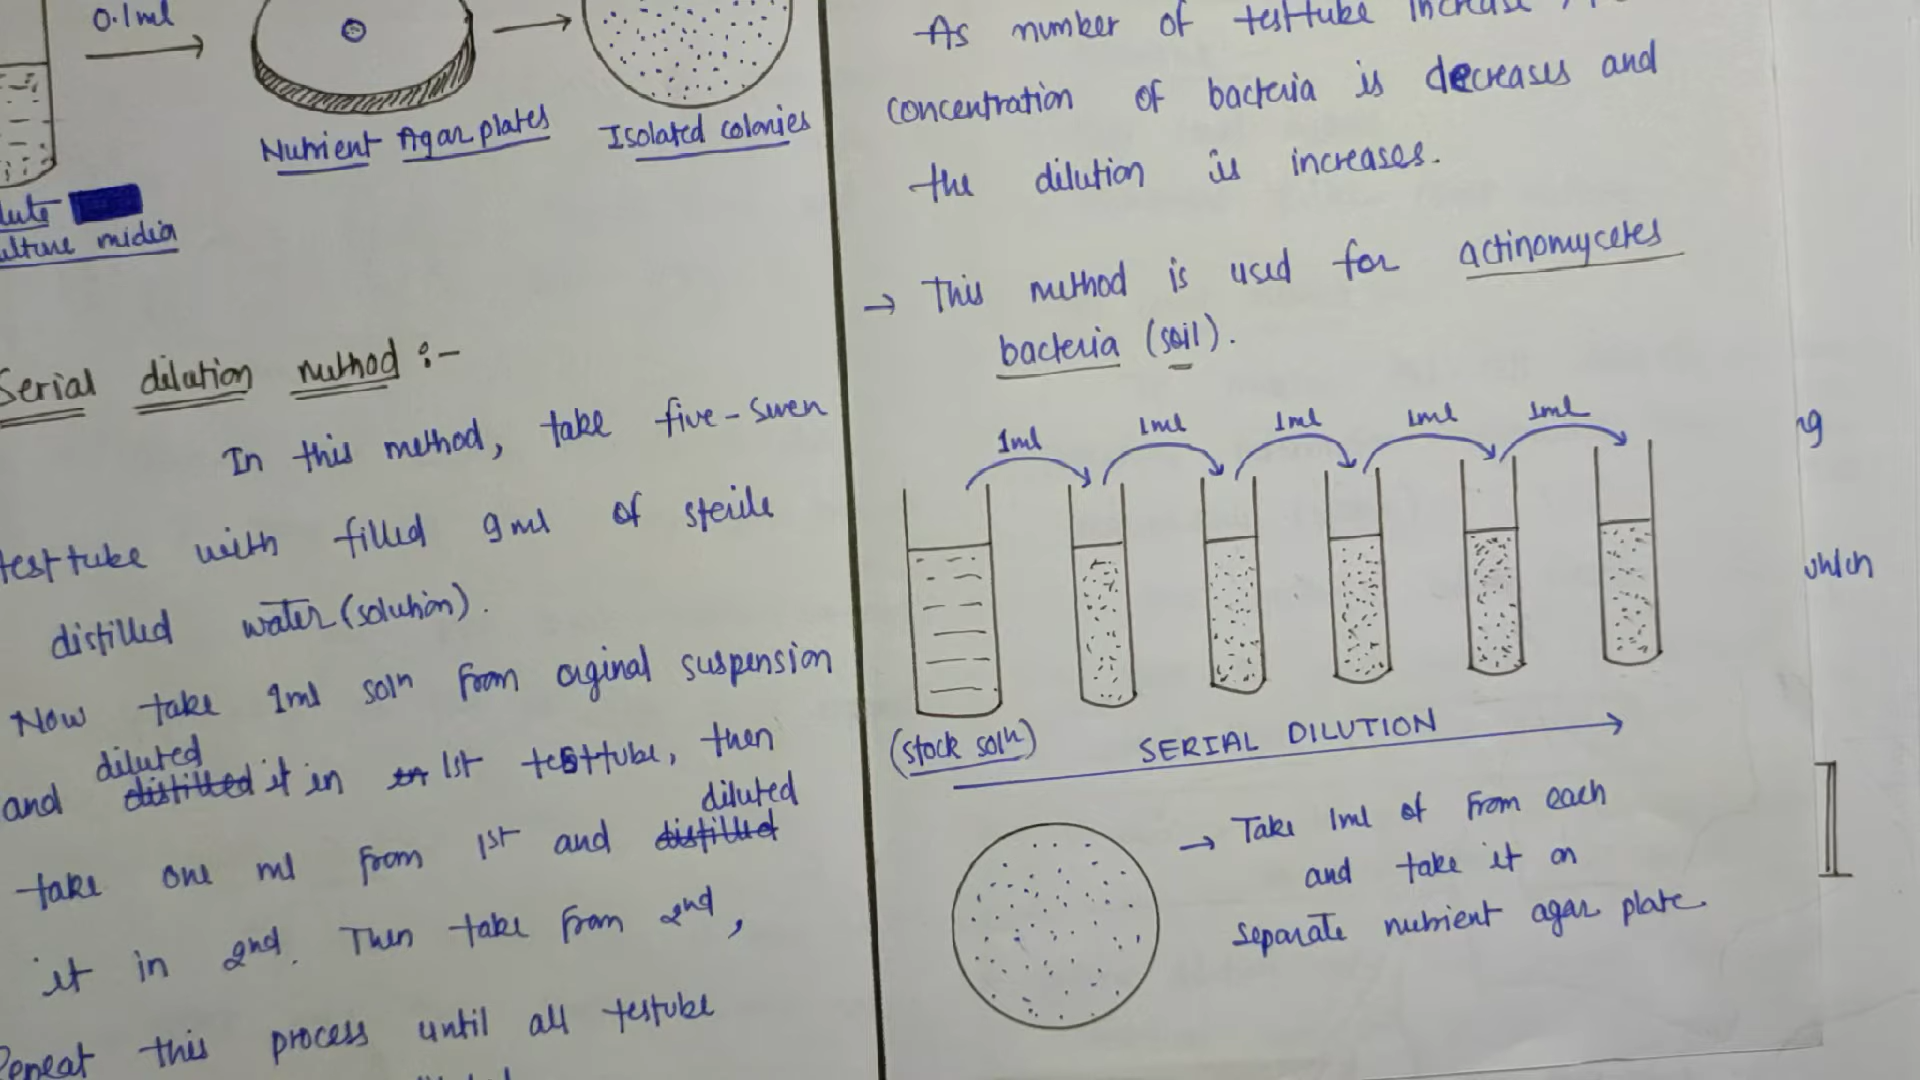 0.1ml
Nutrient Agar plates
Isolated colonies
midia
Serial dilution method :-
In this method, take five-seven
test tube with filled 9ml of sterile
distilled water (solution).
Now take 1ml soln from orginal suspension
diluted
and distilled it in in 1st testtube, then
diluted
take one ml from 1st and distilled
it in 2nd. Then take from 2nd,
Repeat this process until all testube
As number of testtube increase,
concentration of bacteria is decreases and
the dilution is increases.
→ This method is used for actinomycetes
bacteria (soil).
1ml 1ml 1ml 1ml 1ml
(stock soln) SERIAL DILUTION
→ Take 1ml of from each
and take it on
separate nutrient agar plate.
ng
which